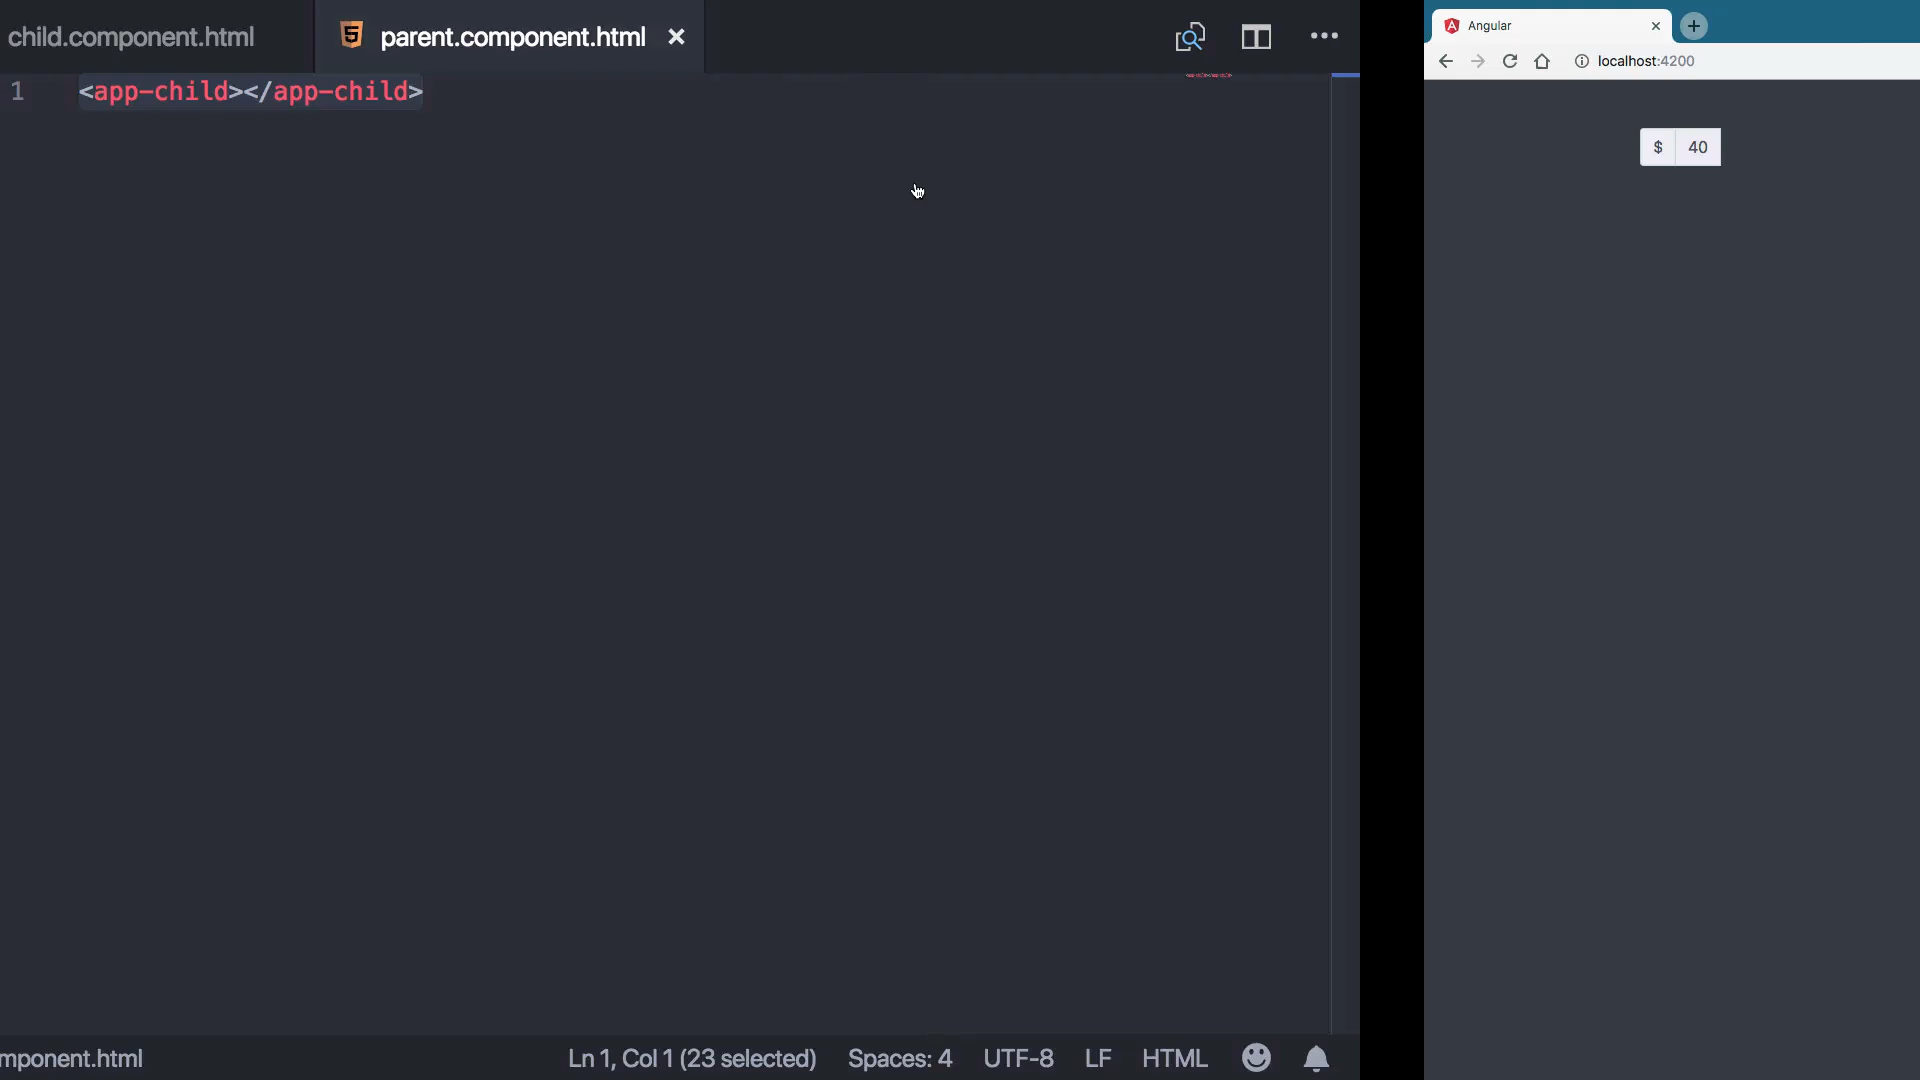 child.component.html
parent.component.html
1 <app-child></app-child>
mponent.html
Ln 1, Col 1 (23 selected)
Spaces: 4
UTF-8
LF
HTML
Angular
localhost:4200
$ 40